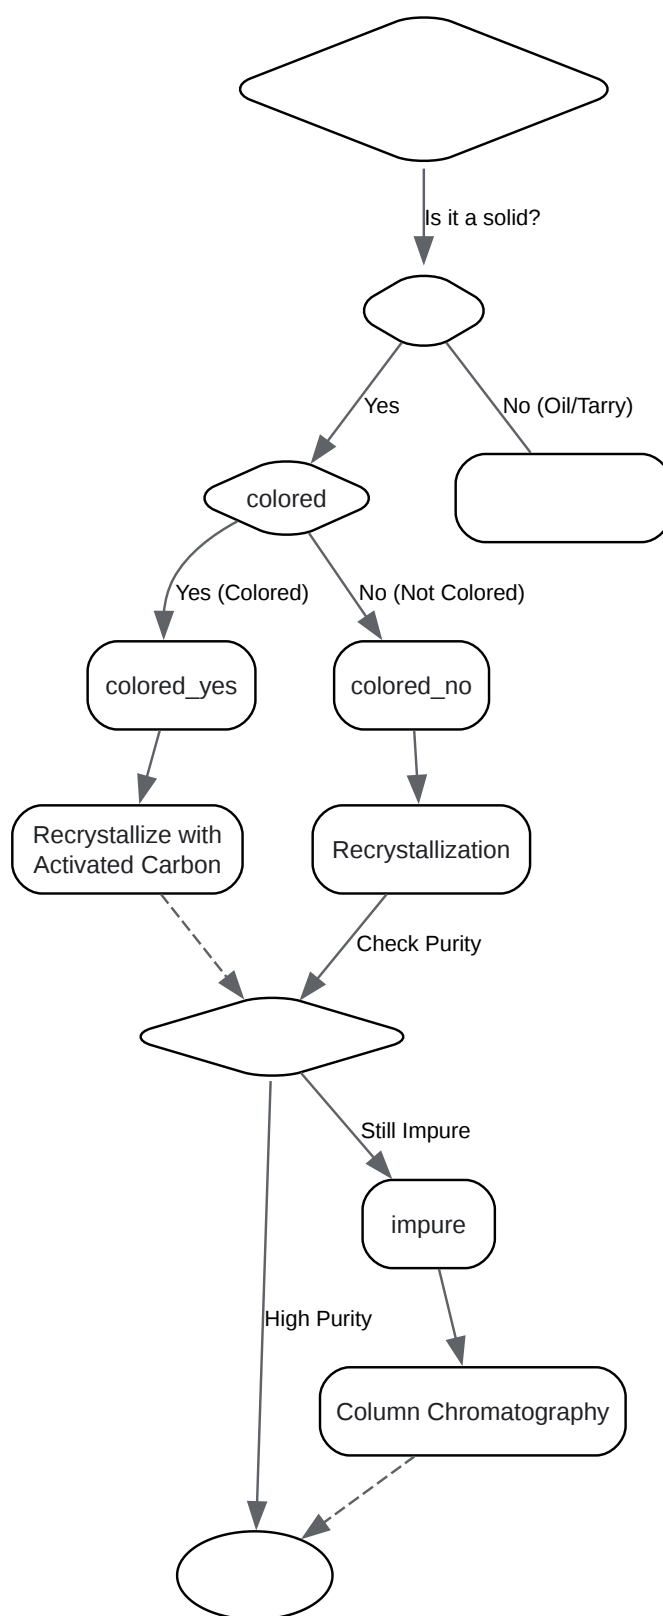 Is it a solid?
Yes
No (Oil/Tarry)
colored
Yes (Colored)
No (Not Colored)
colored_yes
colored_no
Recrystallize with
Activated Carbon
Recrystallization
Check Purity
Still Impure
impure
High Purity
Column Chromatography